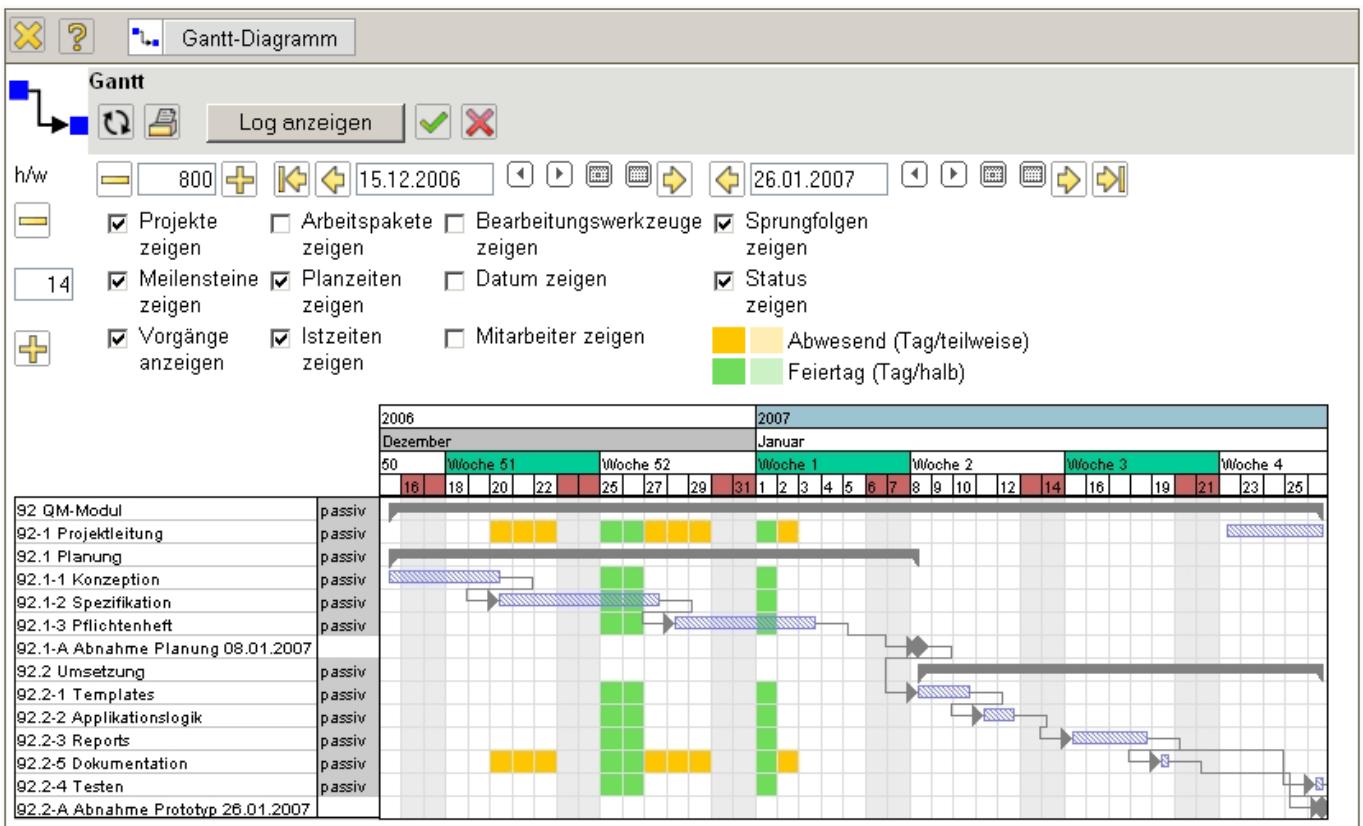 Gantt-Diagramm
Gantt
Log anzeigen
h/w 800 15.12.2006 26.01.2007
Projekte zeigen
Arbeitspakete zeigen
Bearbeitungswerkzeuge zeigen
Sprungfolgen zeigen
14
Meilensteine zeigen
Planzeiten zeigen
Datum zeigen
Status zeigen
Vorgänge anzeigen
Istzeiten zeigen
Mitarbeiter zeigen
Abwesend (Tag/teilweise)
Feiertag (Tag/halb)
2006 2007
Dezember Januar
50 Woche 51 Woche 52 Woche 1 Woche 2 Woche 3 Woche 4
16 18 20 22 25 27 29 31 1 2 3 4 5 6 7 8 9 10 12 14 16 19 21 23 25
92 QM-Modul passiv
92-1 Projektleitung passiv
92.1 Planung passiv
92.1-1 Konzeption passiv
92.1-2 Spezifikation passiv
92.1-3 Pflichtenheft passiv
92.1-A Abnahme Planung 08.01.2007
92.2 Umsetzung passiv
92.2-1 Templates passiv
92.2-2 Applikationslogik passiv
92.2-3 Reports passiv
92.2-5 Dokumentation passiv
92.2-4 Testen passiv
92.2-A Abnahme Prototyp 26.01.2007